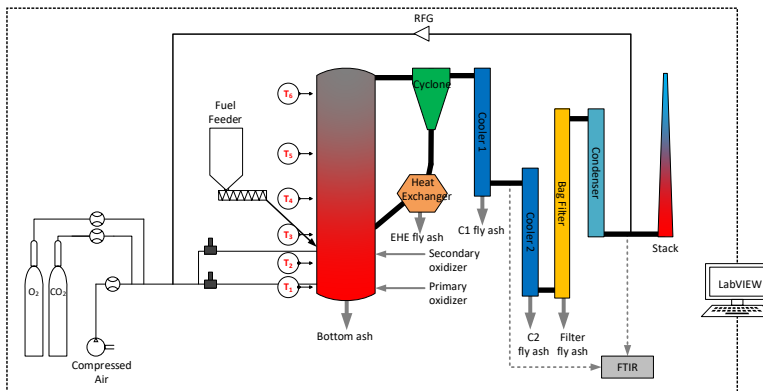 RFG
T6
Cyclone
Fuel
Feeder
Cooler 1
T5
Bag Filter
Condenser
Heat
Exchanger
T4
Cooler 2
C1 fly ash
T3
EHE fly ash
Stack
Secondary
oxidizer
T2
LabVIEW
O2
CO2
T1
Primary
oxidizer
Bottom ash
C2
fly ash
Filter
fly ash
Compressed
Air
FTIR